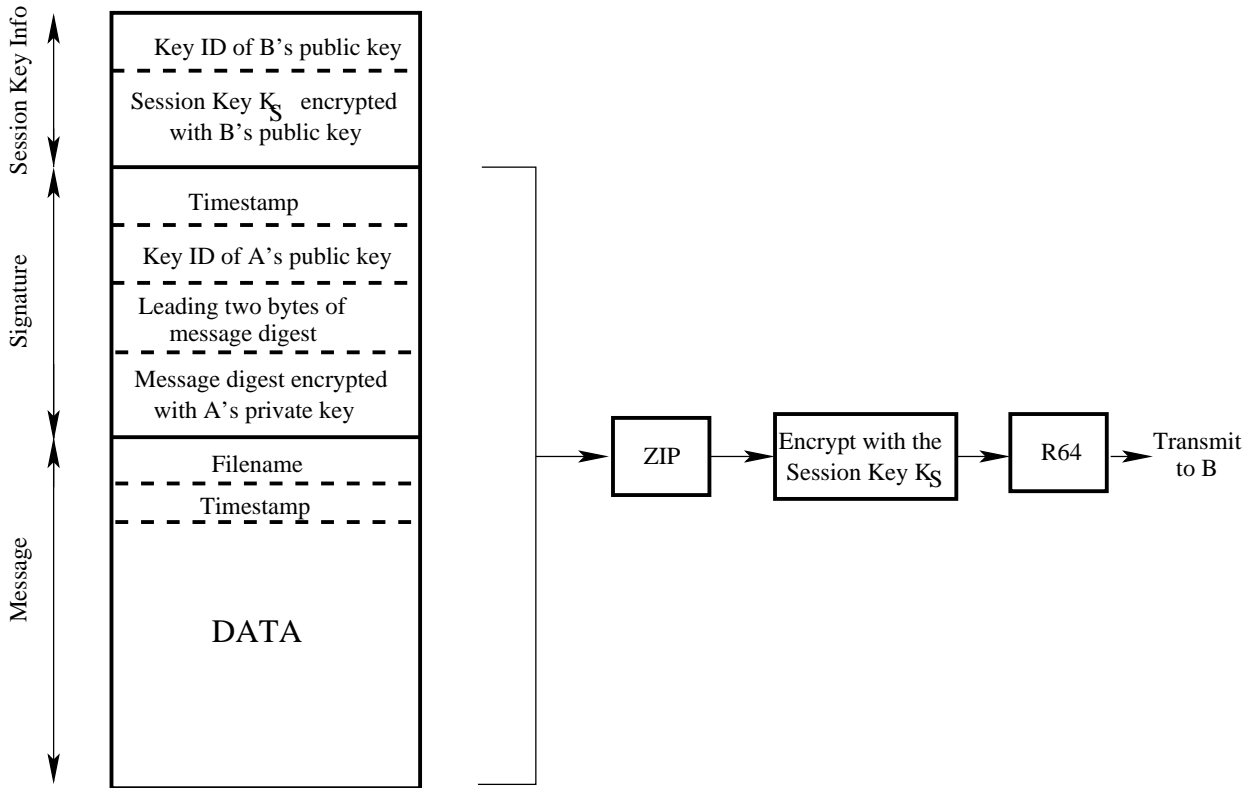 Session Key Info
Key ID of B's public key
Session Key KS encrypted
with B's public key
Signature
Timestamp
Key ID of A's public key
Leading two bytes of
message digest
Message digest encrypted
with A's private key
Message
Filename
Timestamp
DATA
ZIP
Encrypt with the
Session Key KS
R64
Transmit
to B